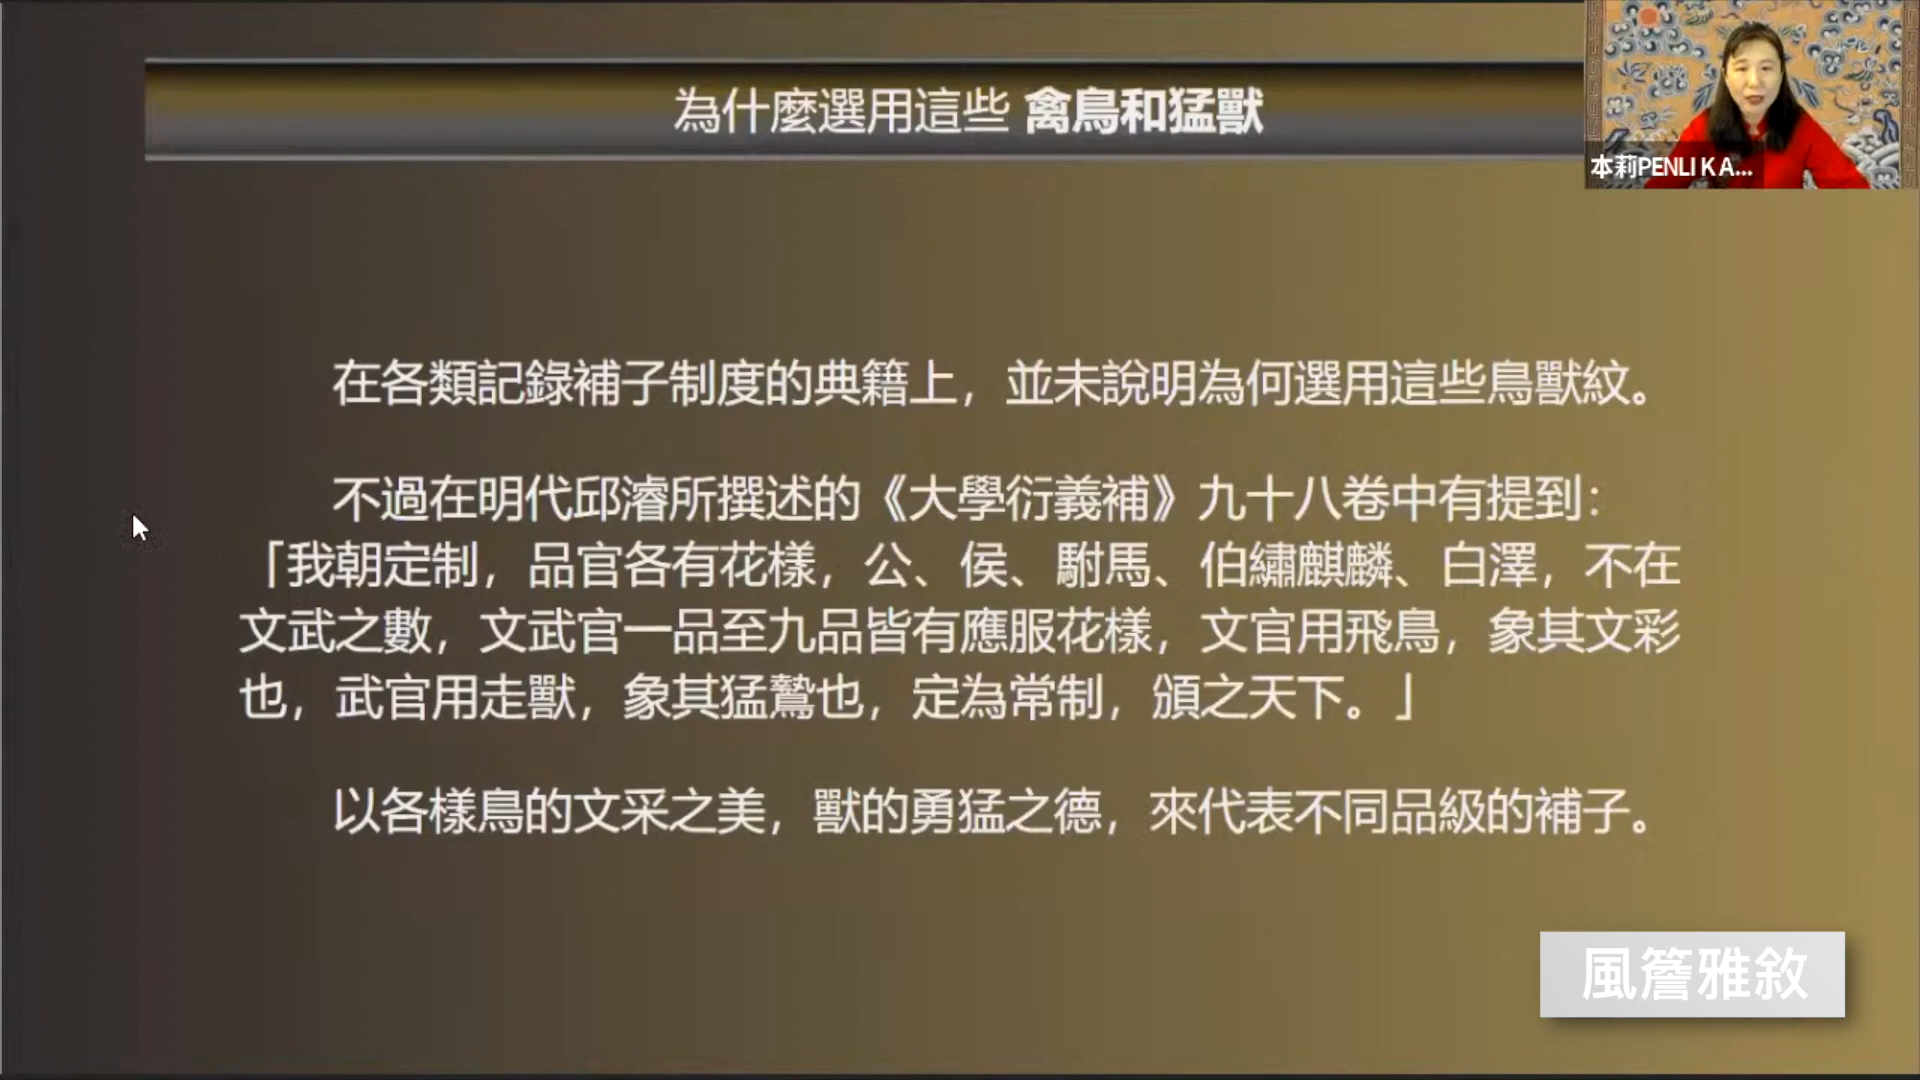 為什麼選用這些 禽鳥和猛獸
本莉PENLI K A...
在各類記錄補子制度的典籍上，並未說明為何選用這些鳥獸紋。
不過在明代邱濬所撰述的《大學衍義補》九十八卷中有提到：
「我朝定制，品官各有花樣，公、侯、駙馬、伯繡麒麟、白澤，不在
文武之數，文武官一品至九品皆有應服花樣，文官用飛鳥，象其文彩
也，武官用走獸，象其猛鷙也，定為常制，頒之天下。」
以各樣鳥的文采之美，獸的勇猛之德，來代表不同品級的補子。
風簷雅敘